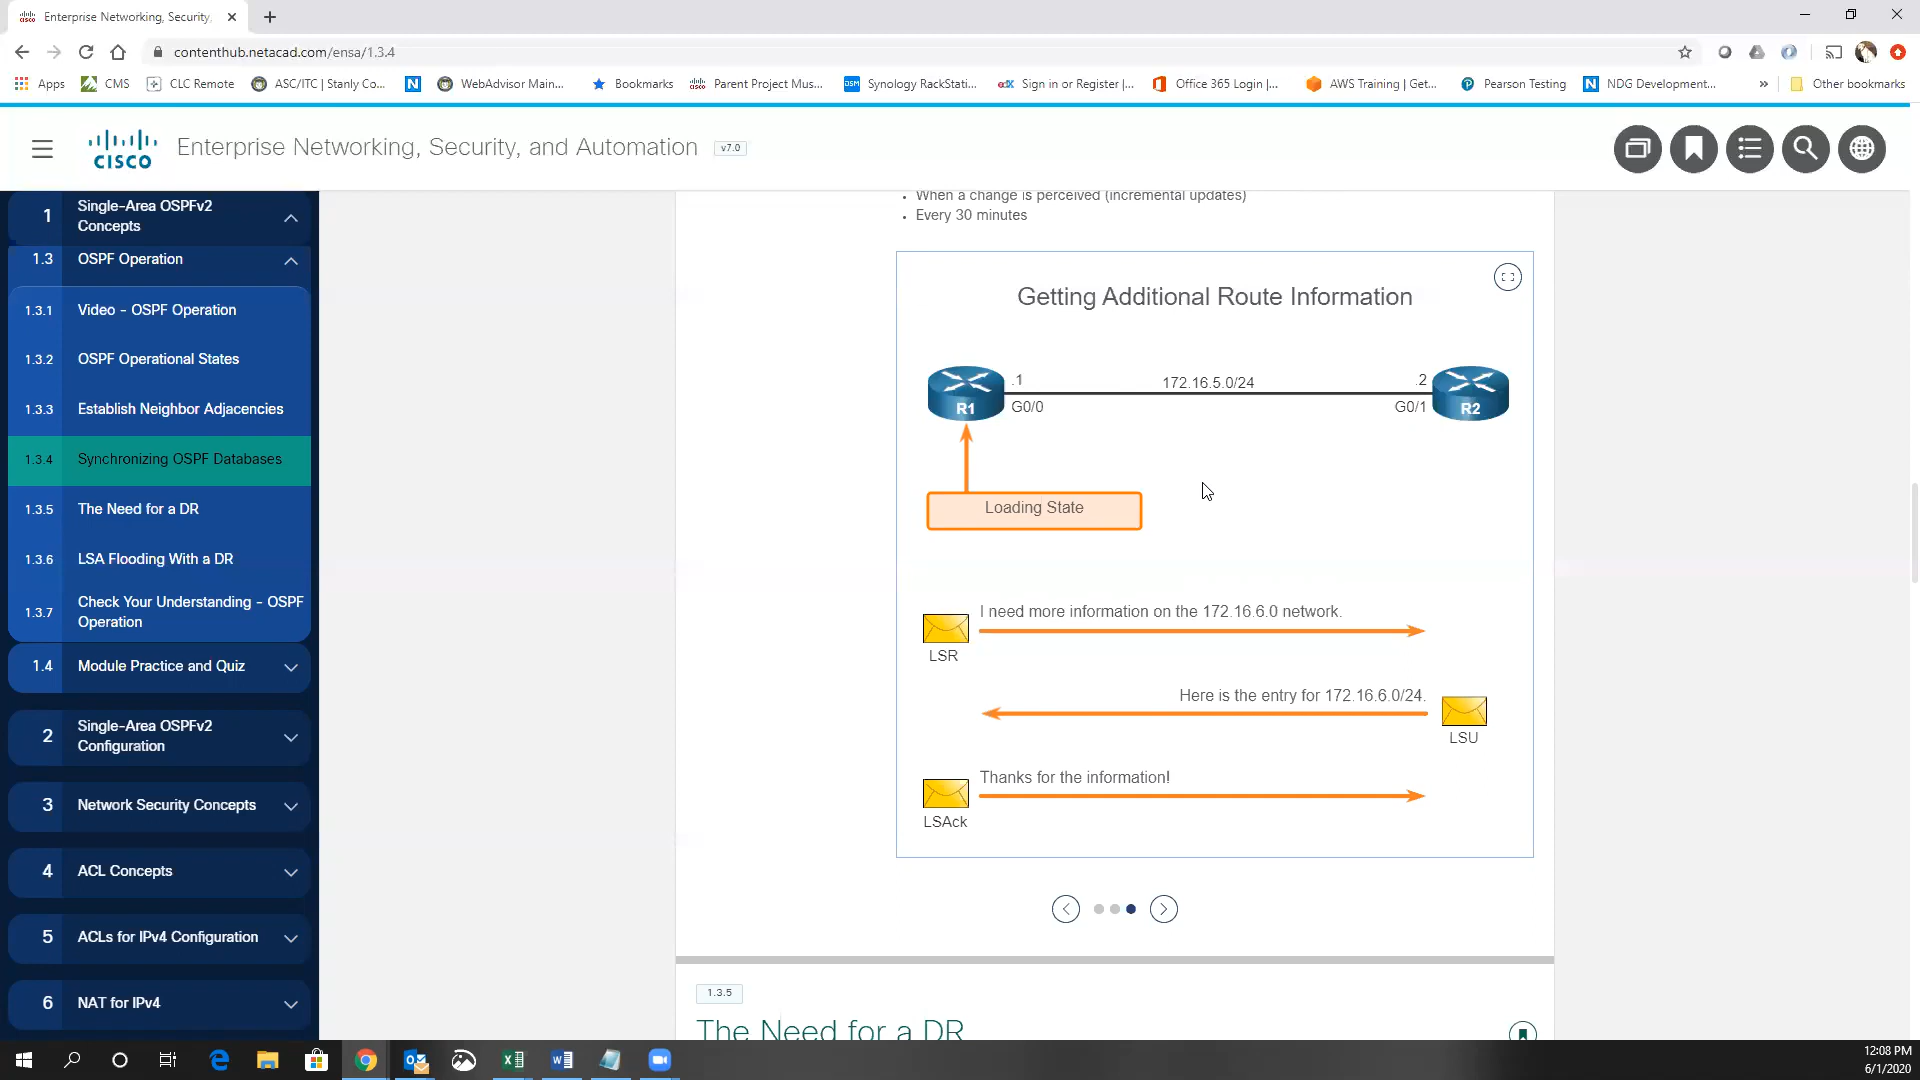 Enterprise Networking, Security,
contenthub.netacad.com/ensa/1.3.4
Apps
CMS
CLC Remote
ASC/ITC | Stanly Co...
WebAdvisor Main...
Bookmarks
Parent Project Mus...
Synology RackStati...
Sign in or Register |...
Office 365 Login |...
AWS Training | Get...
Pearson Testing
NDG Development...
»
Other bookmarks
CISCO
Enterprise Networking, Security, and Automation
v7.0
1
Single-Area OSPFv2
Concepts
1.3 OSPF Operation
1.3.1 Video - OSPF Operation
1.3.2 OSPF Operational States
1.3.3 Establish Neighbor Adjacencies
1.3.4 Synchronizing OSPF Databases
1.3.5 The Need for a DR
1.3.6 LSA Flooding With a DR
1.3.7
Check Your Understanding - OSPF
Operation
1.4 Module Practice and Quiz
2
Single-Area OSPFv2
Configuration
3 Network Security Concepts
4 ACL Concepts
5 ACLs for IPv4 Configuration
6 NAT for IPv4
• When a change is perceived (incremental updates)
• Every 30 minutes
Getting Additional Route Information
.1
172.16.5.0/24
.2
R1
G0/0
G0/1
R2
Loading State
I need more information on the 172.16.6.0 network.
LSR
Here is the entry for 172.16.6.0/24.
LSU
Thanks for the information!
LSAck
1.3.5
The Need for a DR
12:08 PM
6/1/2020